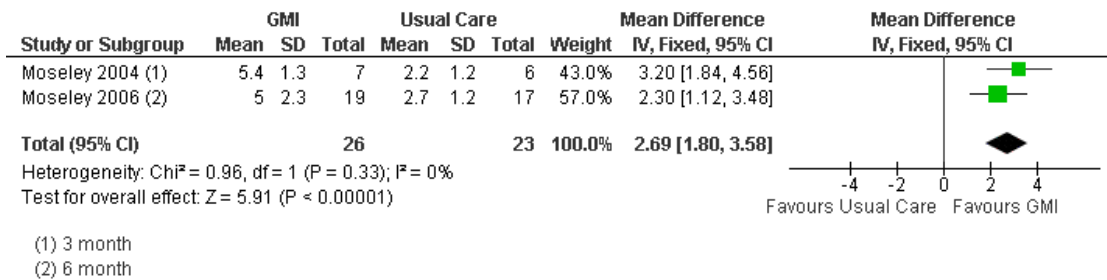 GMI Usual Care Mean Difference Mean Difference
Study or Subgroup Mean SD Total Mean SD Total Weight IV, Fixed, 95% CI IV, Fixed, 95% CI
Moseley 2004 (1) 5.4 1.3 7 2.2 1.2 6 43.0% 3.20 [1.84, 4.56]
Moseley 2006 (2) 5 2.3 19 2.7 1.2 17 57.0% 2.30 [1.12, 3.48]
Total (95% CI) 26 23 100.0% 2.69 [1.80, 3.58]
Heterogeneity: Chi² = 0.96, df = 1 (P = 0.33); I² = 0%
Test for overall effect: Z = 5.91 (P < 0.00001)
-4 -2 0 2 4
Favours Usual Care Favours GMI
(1) 3 month
(2) 6 month